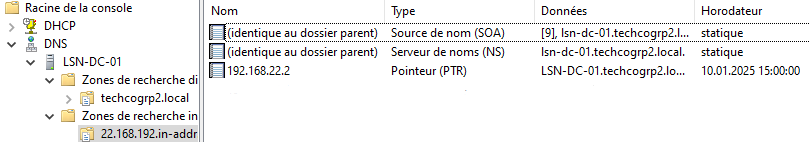 Racine de la console
DHCP
DNS
LSN-DC-01
Zones de recherche di
techcogrp2.local
Zones de recherche in
22.168.192.in-addr
Nom Type Données Horodateur
(identique au dossier parent) Source de nom (SOA) [9], lsn-dc-01.techcogrp2.l... statique
(identique au dossier parent) Serveur de noms (NS) lsn-dc-01.techcogrp2.local. statique
192.168.22.2 Pointeur (PTR) LSN-DC-01.techcogrp2.lo... 10.01.2025 15:00:00